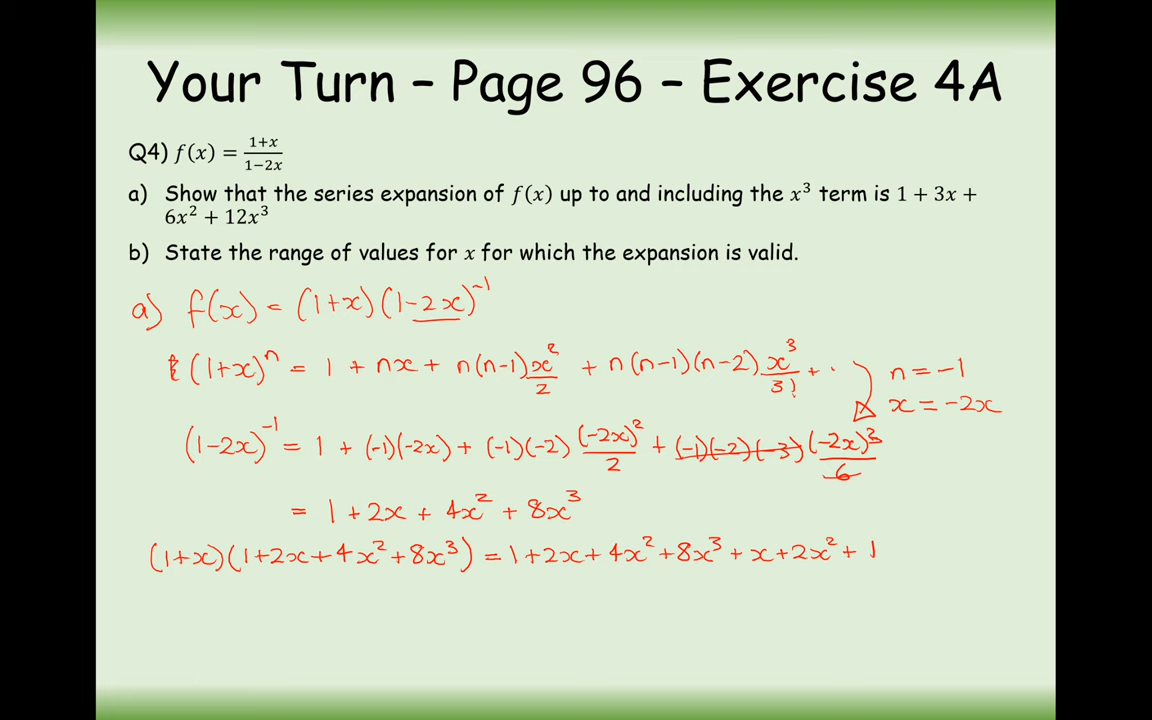 Your Turn – Page 96 – Exercise 4A
Q4) f(x) = 1+x/1−2x
a) Show that the series expansion of f(x) up to and including the x³ term is 1 + 3x +
6x² + 12x³
b) State the range of values for x for which the expansion is valid.
a) f(x) = (1+x)(1-2x)⁻¹
(1+x)ⁿ = 1 + nx + n(n-1)x²/2 + n(n-1)(n-2)x³/3! + .. n = -1
x = -2x
(1-2x)⁻¹ = 1 + (-1)(-2x) + (-1)(-2)(-2x)²/2 + (-1)(-2)(-3)(-2x)³/6
= 1 + 2x + 4x² + 8x³
(1+x)(1+2x+4x²+8x³) = 1+2x+4x²+8x³+x+2x²+1